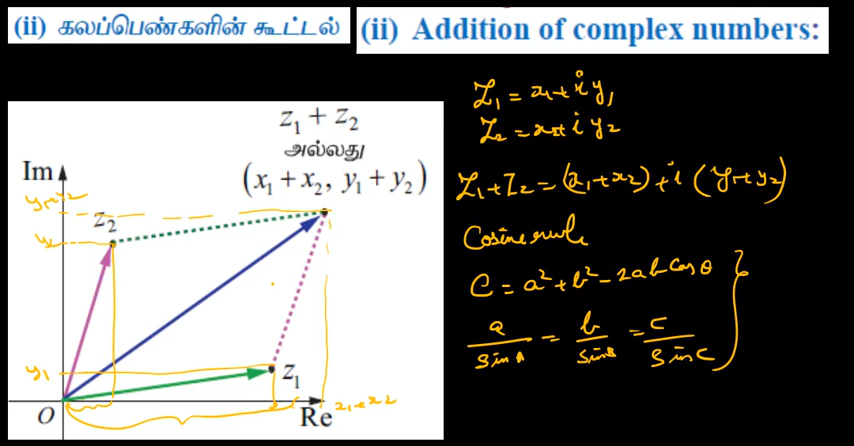 (ii) கலப்பெண்களின் கூட்டல்
(ii) Addition of complex numbers:
z₁ + z₂
அல்லது
(x₁ + x₂, y₁ + y₂)
Im
y₁+y₂
z₂
y₂
y₁
z₁
O
Re
x₁+x₂
Z₁ = x₁+iy₁
Z₂ = x₂+iy₂
Z₁+Z₂ = (x₁+x₂)+i(y₁+y₂)
Cosine rule
C = a²+b²-2ab Cos θ
a/Sin A = b/Sin B = c/Sin C